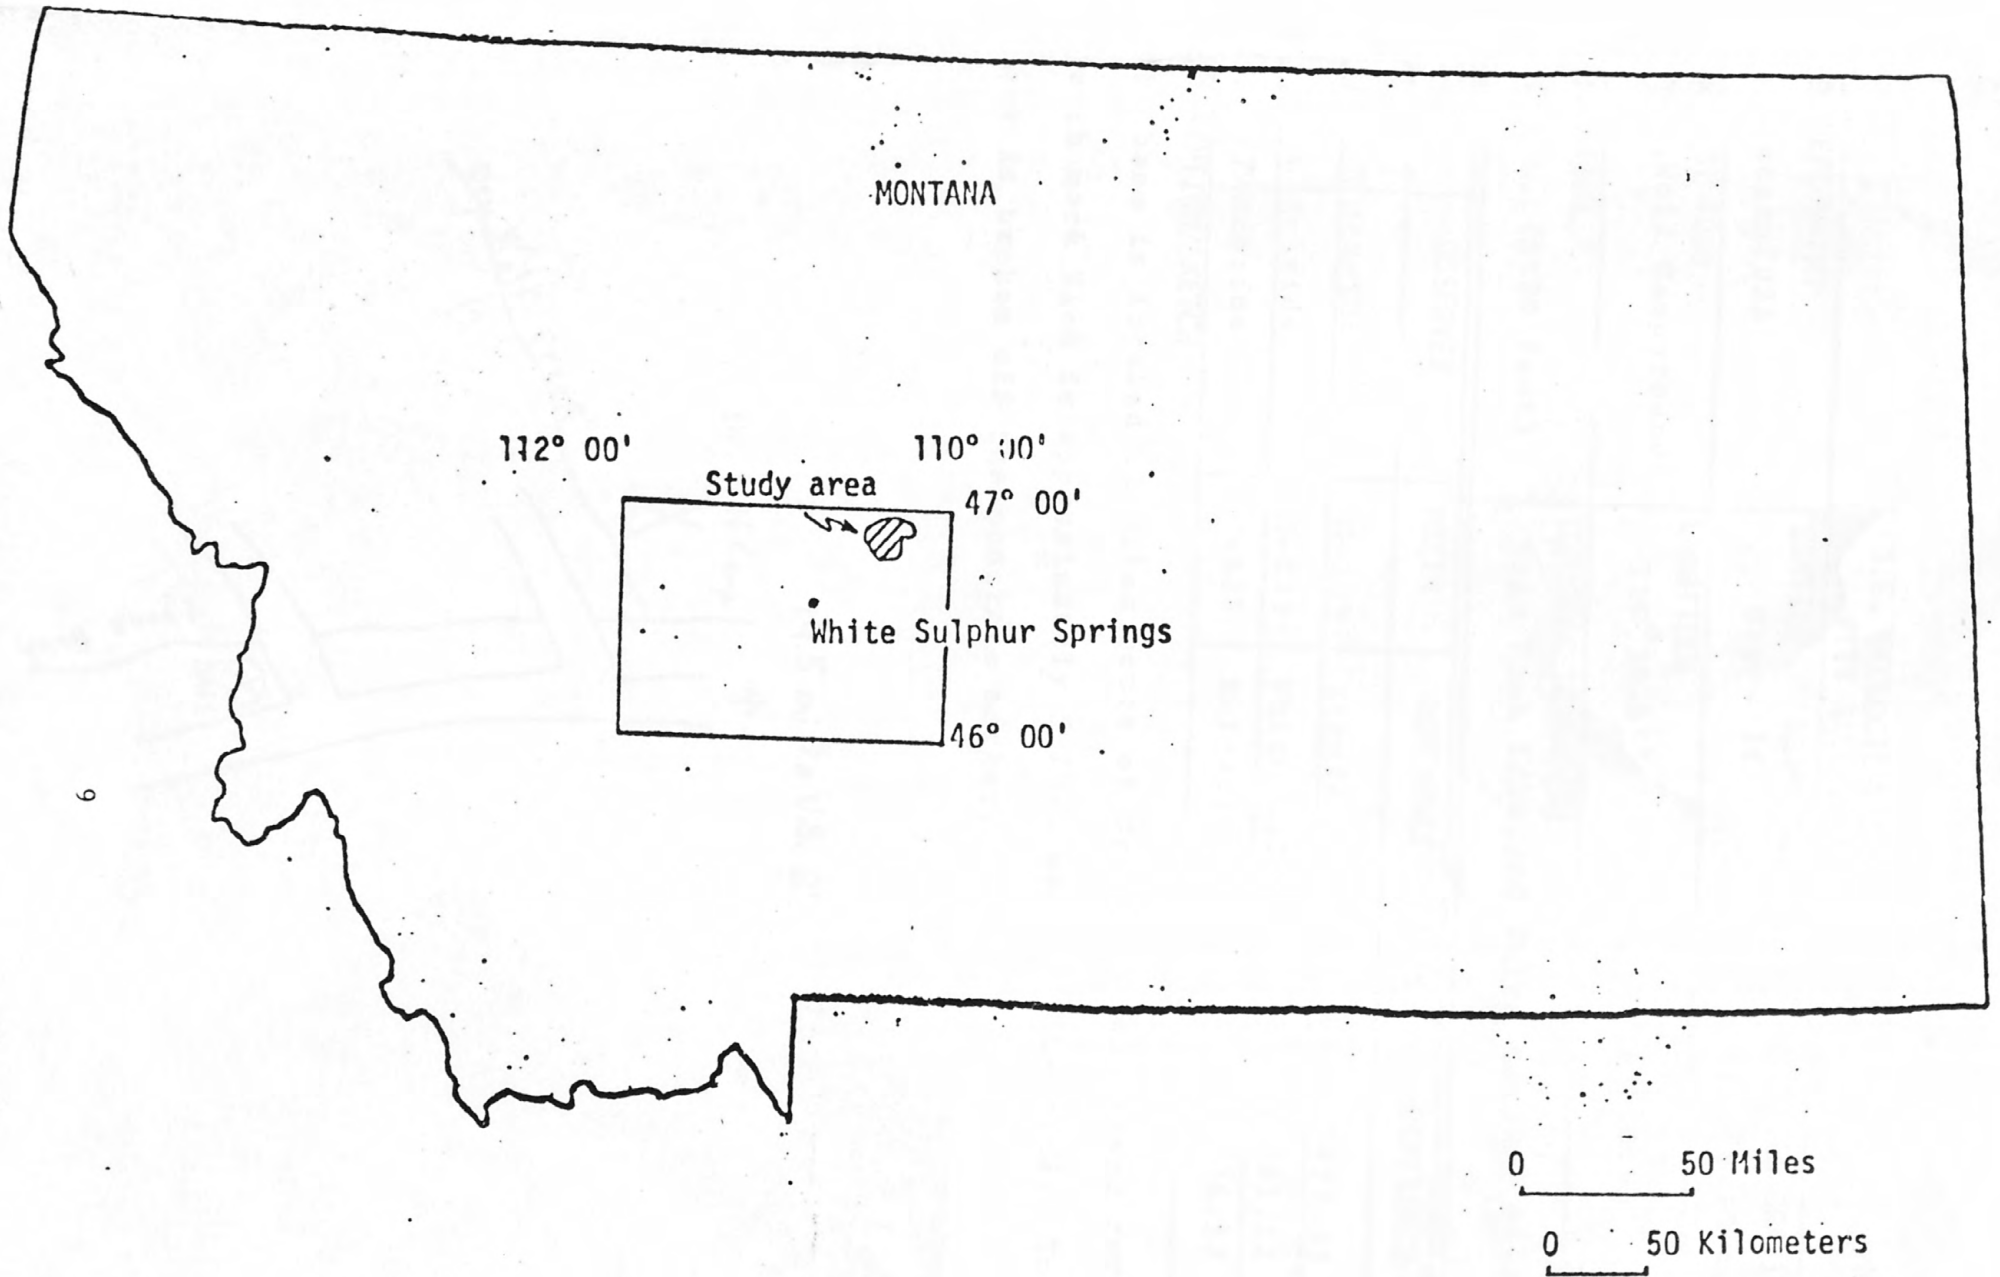 MONTANA
112° 00'
110° 00'
Study area
47° 00'
White Sulphur Springs
46° 00'
9
0 50 Miles
0 50 Kilometers